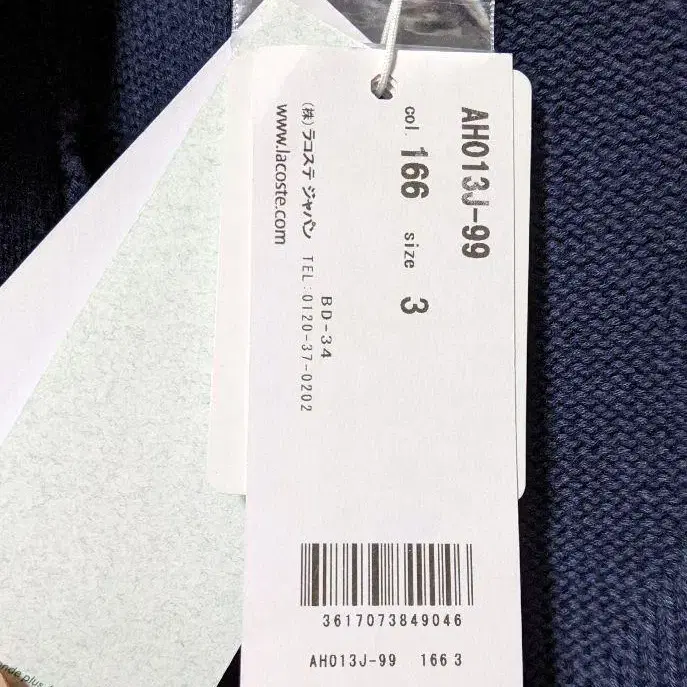 AH013J-99
col. 166 size 3
BD-34
(株) ラコステ ジャパン TEL:0120-37-0202
www.lacoste.com
3617073849046
AH013J-99 166 3